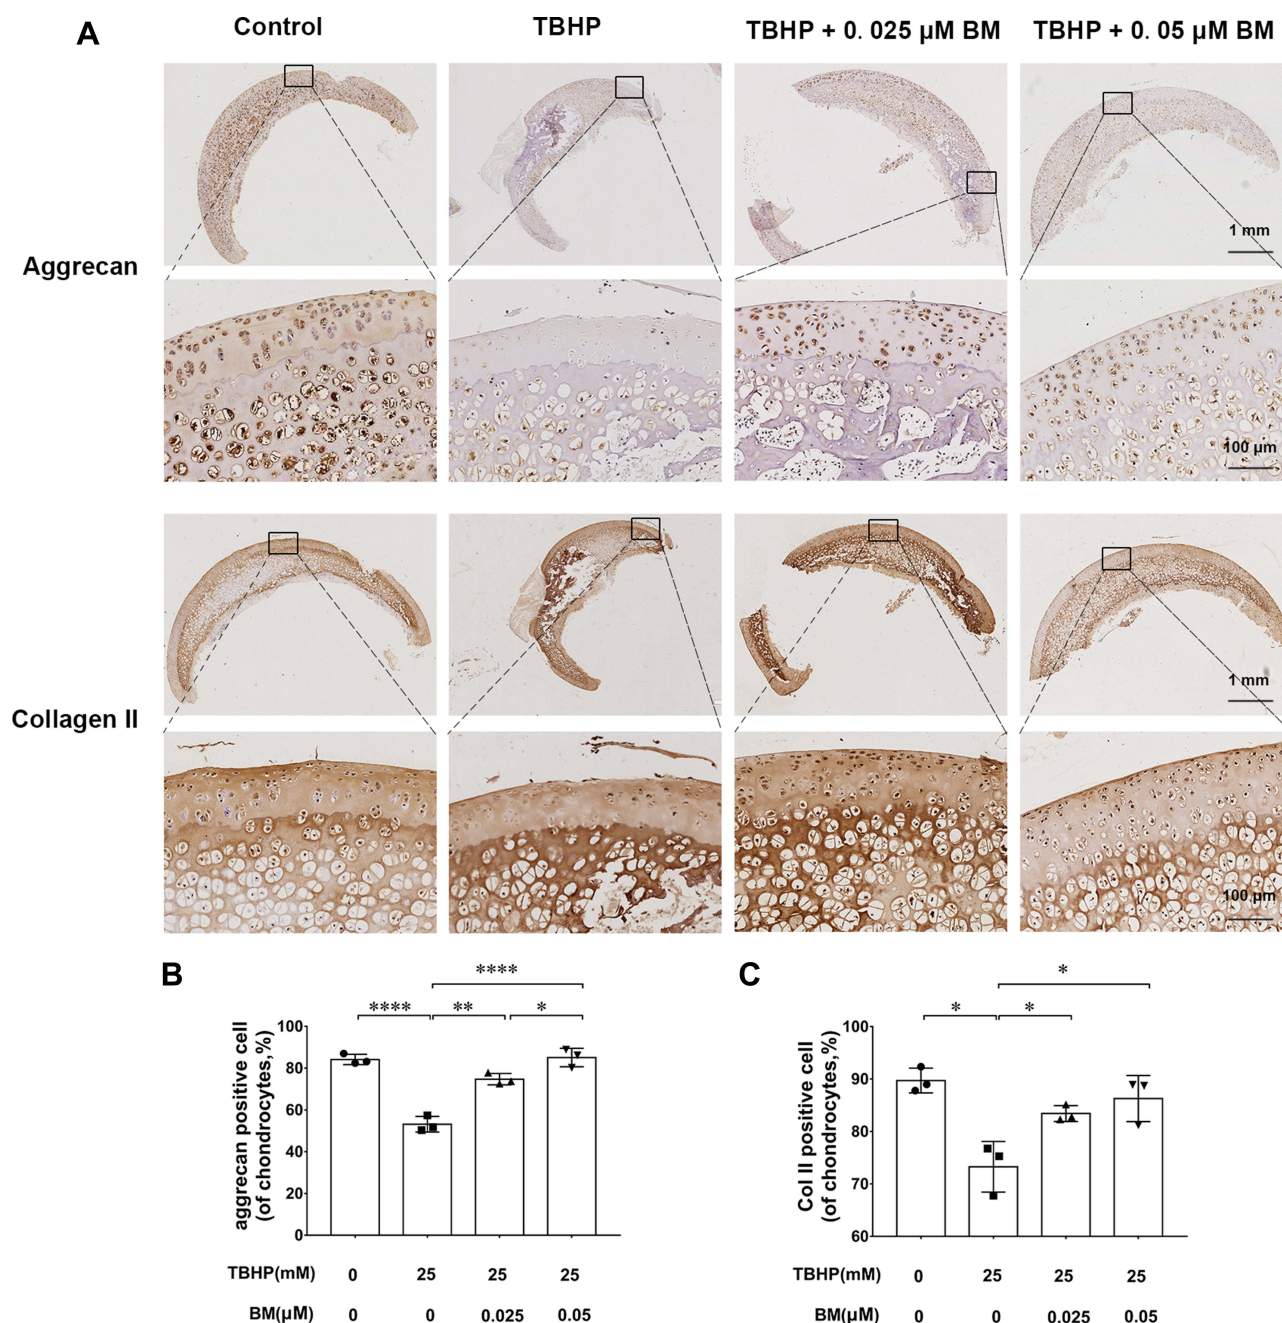 A
Control
TBHP
TBHP + 0. 025 µM BM
TBHP + 0. 05 µM BM
Aggrecan
1 mm
100 µm
Collagen II
1 mm
100 µm
B
****
****
**
*
aggrecan positive cell
(of chondrocytes,%)
100
80
60
40
20
0
TBHP(mM)
0
25
25
25
BM(µM)
0
0
0.025
0.05
C
*
*
*
Col II positive cell
(of chondrocytes,%)
100
90
80
70
60
TBHP(mM)
0
25
25
25
BM(µM)
0
0
0.025
0.05